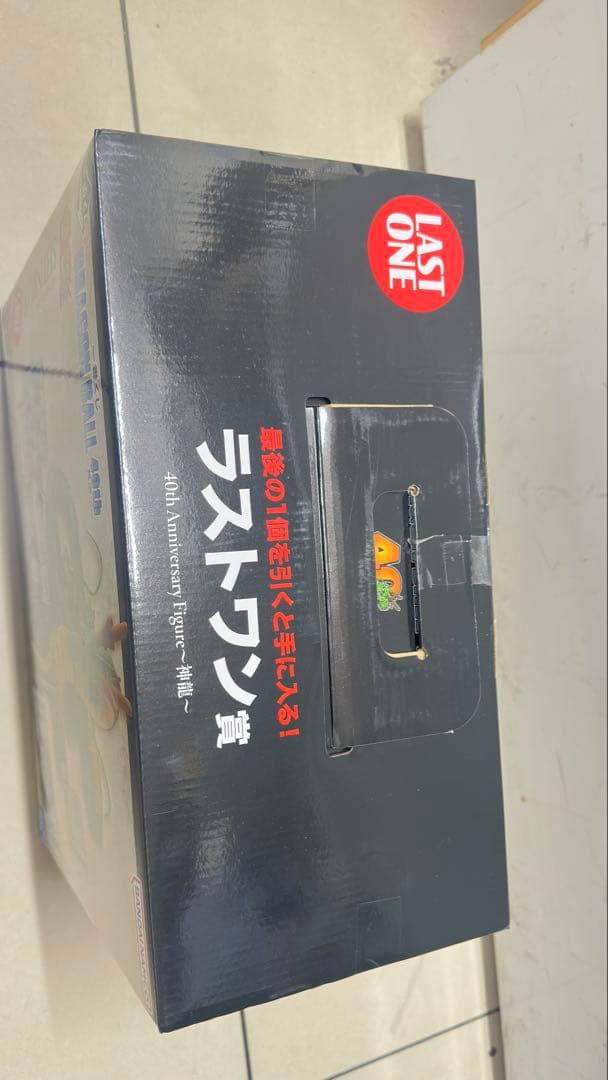 LAST
ONE
最後の1個を引くと手に入る!
ラストワン賞
40th Anniversary Figure～神龍～
40th